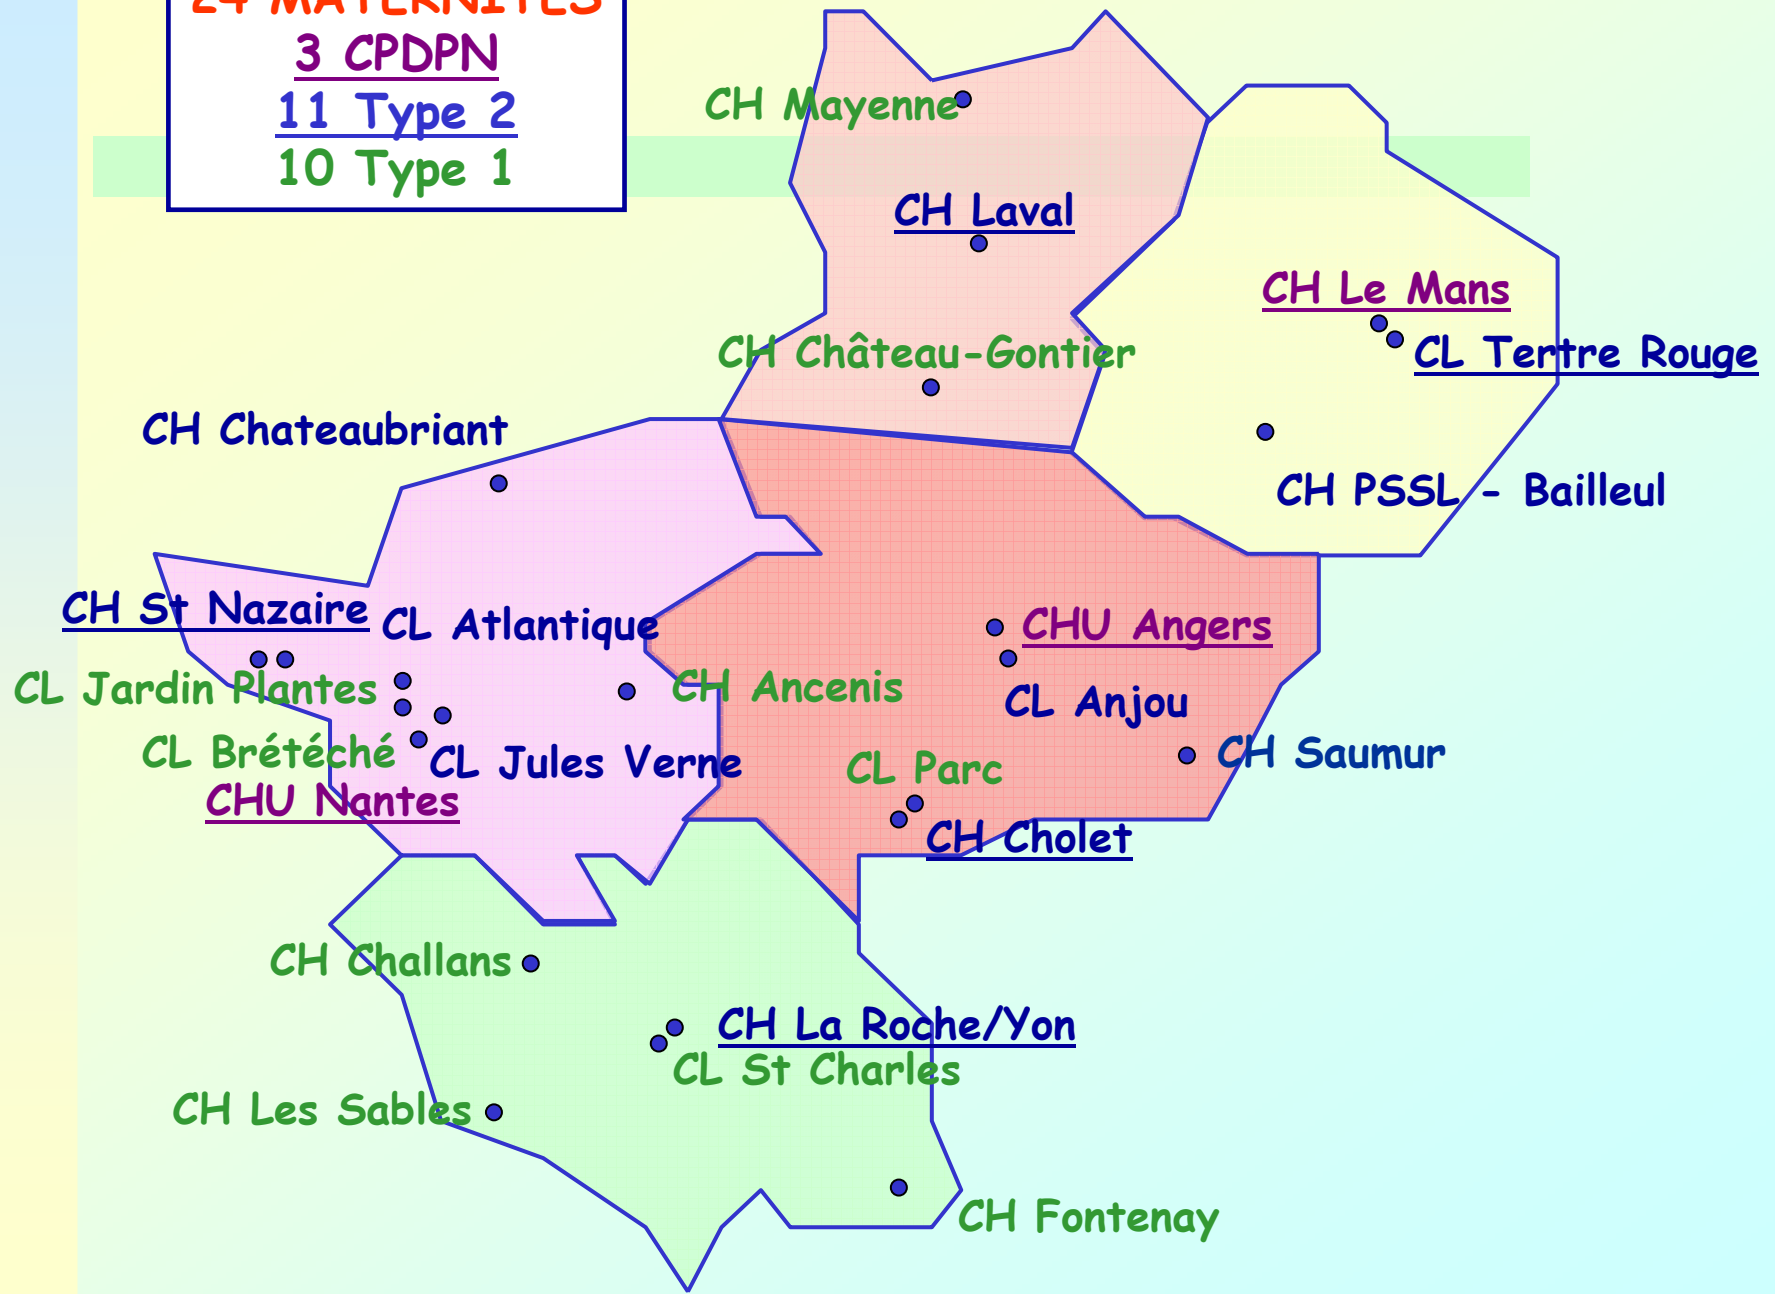 24 MATERNITES
3 CPDPN
11 Type 2
10 Type 1
CH Mayenne
CH Laval
CH Le Mans
CL Tertre Rouge
CH Château-Gontier
CH Chateaubriant
CH PSSL - Bailleul
CH St Nazaire
CL Atlantique
CHU Angers
CL Jardin Plantes
CH Ancenis
CL Anjou
CL Brétéché
CL Jules Verne
CH Saumur
CL Parc
CHU Nantes
CH Cholet
CH Challans
CH La Roche/Yon
CL St Charles
CH Les Sables
CH Fontenay